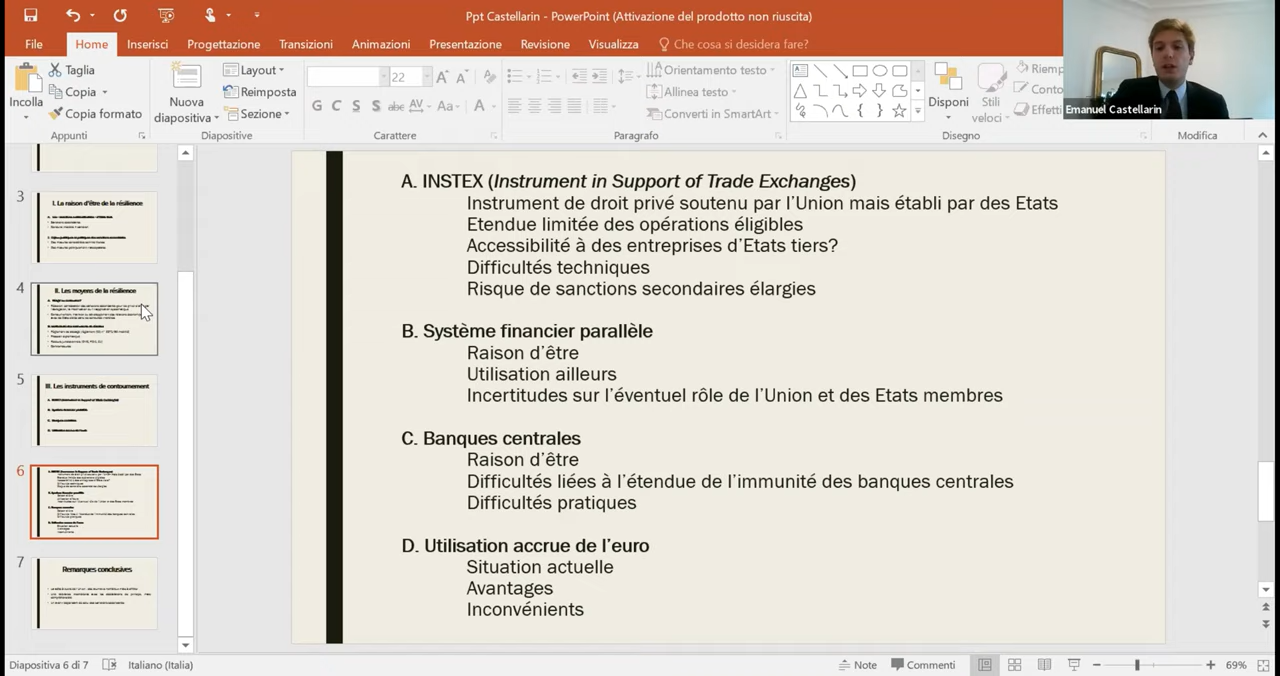 Ppt Castellarin - PowerPoint (Attivazione del prodotto non riuscita)
File Home Inserisci Progettazione Transizioni Animazioni Presentazione Revisione Visualizza Che cosa si desidera fare?
Incolla
Taglia
Copia
Copia formato
Appunti
Nuova
diapositiva
Layout
Reimposta
Sezione
Diapositive
22
G C S S abc AV Aa A
Carattere
Orientamento testo
Allinea testo
Converti in SmartArt
Paragrafo
Disponi
Stili
veloci
Riemp
Conto
Effetti
Disegno
Modifica
Emanuel Castellarin
3
I. La raison d'être de la résilience
4
II. Les moyens de la résilience
5
III. Les instruments de contournement
6
7
Remarques conclusives
A. INSTEX (Instrument in Support of Trade Exchanges)
Instrument de droit privé soutenu par l'Union mais établi par des Etats
Etendue limitée des opérations éligibles
Accessibilité à des entreprises d'Etats tiers?
Difficultés techniques
Risque de sanctions secondaires élargies
B. Système financier parallèle
Raison d'être
Utilisation ailleurs
Incertitudes sur l'éventuel rôle de l'Union et des Etats membres
C. Banques centrales
Raison d'être
Difficultés liées à l'étendue de l'immunité des banques centrales
Difficultés pratiques
D. Utilisation accrue de l'euro
Situation actuelle
Avantages
Inconvénients
Diapositiva 6 di 7 Italiano (Italia) Note Commenti 69%